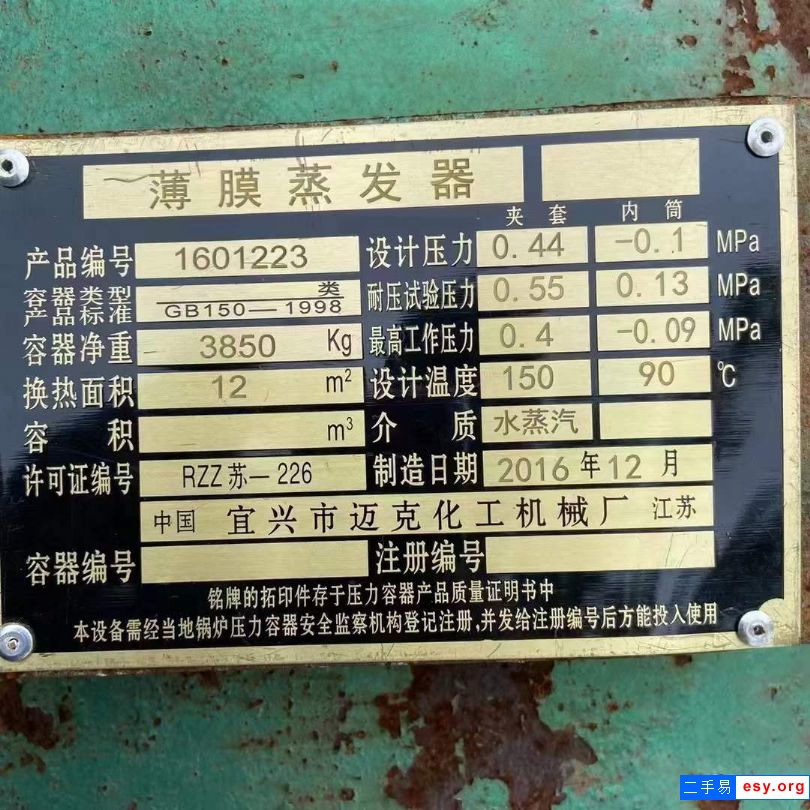 薄膜蒸发器
夹套 内筒
产品编号 1601223 设计压力 0.44 -0.1 MPa
容器类型 类
产品标准 GB150—1998 耐压试验压力 0.55 0.13 MPa
容器净重 3850 Kg 最高工作压力 0.4 -0.09 MPa
换热面积 12 m² 设计温度 150 90 ℃
容积 m³ 介质 水蒸汽
许可证编号 RZZ苏—226 制造日期 2016年12月
中国 宜兴市迈克化工机械厂 江苏
容器编号 注册编号
铭牌的拓印件存于压力容器产品质量证明书中
本设备需经当地锅炉压力容器安全监察机构登记注册,并发给注册编号后方能投入使用
二手易 esy.org